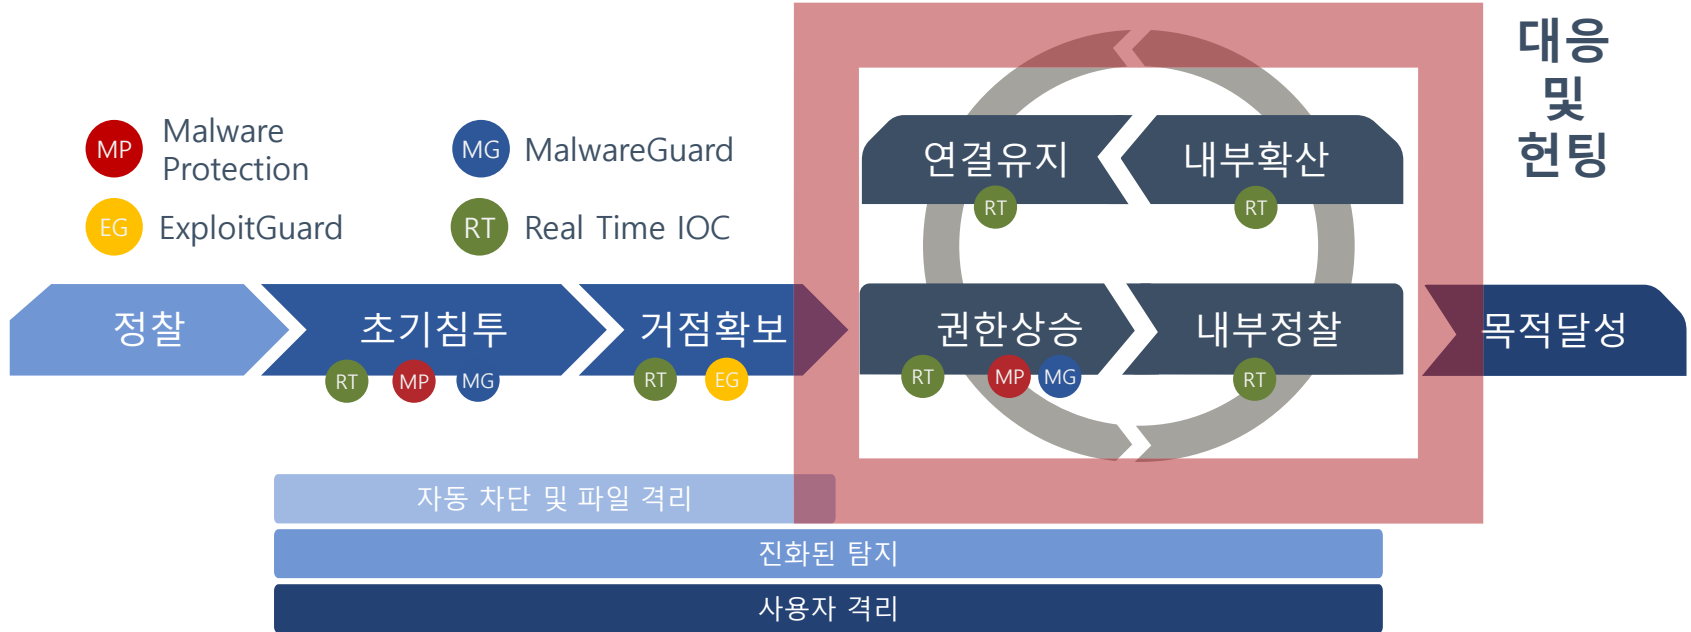 대응
및
헌팅
MP
Malware
Protection
MG
MalwareGuard
EG
ExploitGuard
RT
Real Time IOC
연결유지
내부확산
RT
RT
정찰
초기침투
거점확보
권한상승
내부정찰
목적달성
RT
MP
MG
RT
EG
RT
MP
MG
RT
자동 차단 및 파일 격리
진화된 탐지
사용자 격리